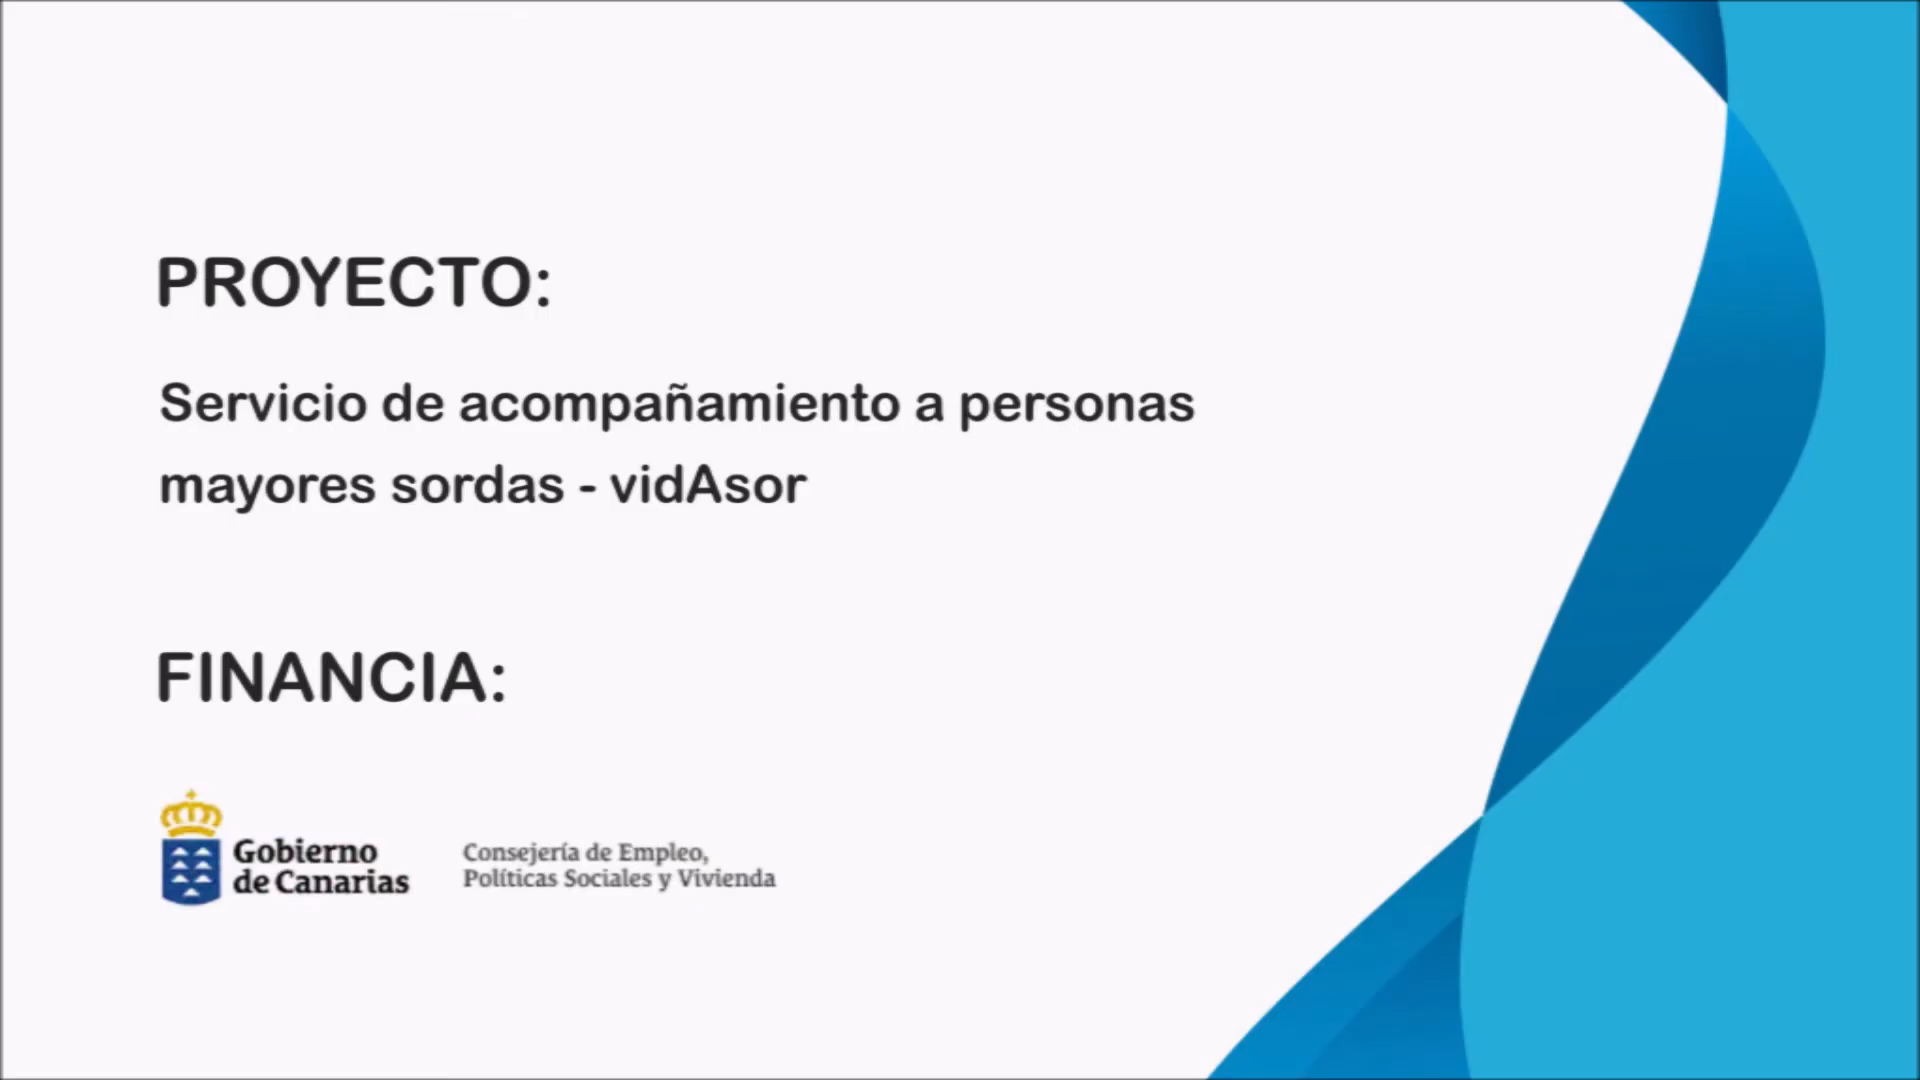 PROYECTO:
Servicio de acompañamiento a personas
mayores sordas - vidAsor
FINANCIA:
Gobierno
de Canarias
Consejería de Empleo,
Políticas Sociales y Vivienda